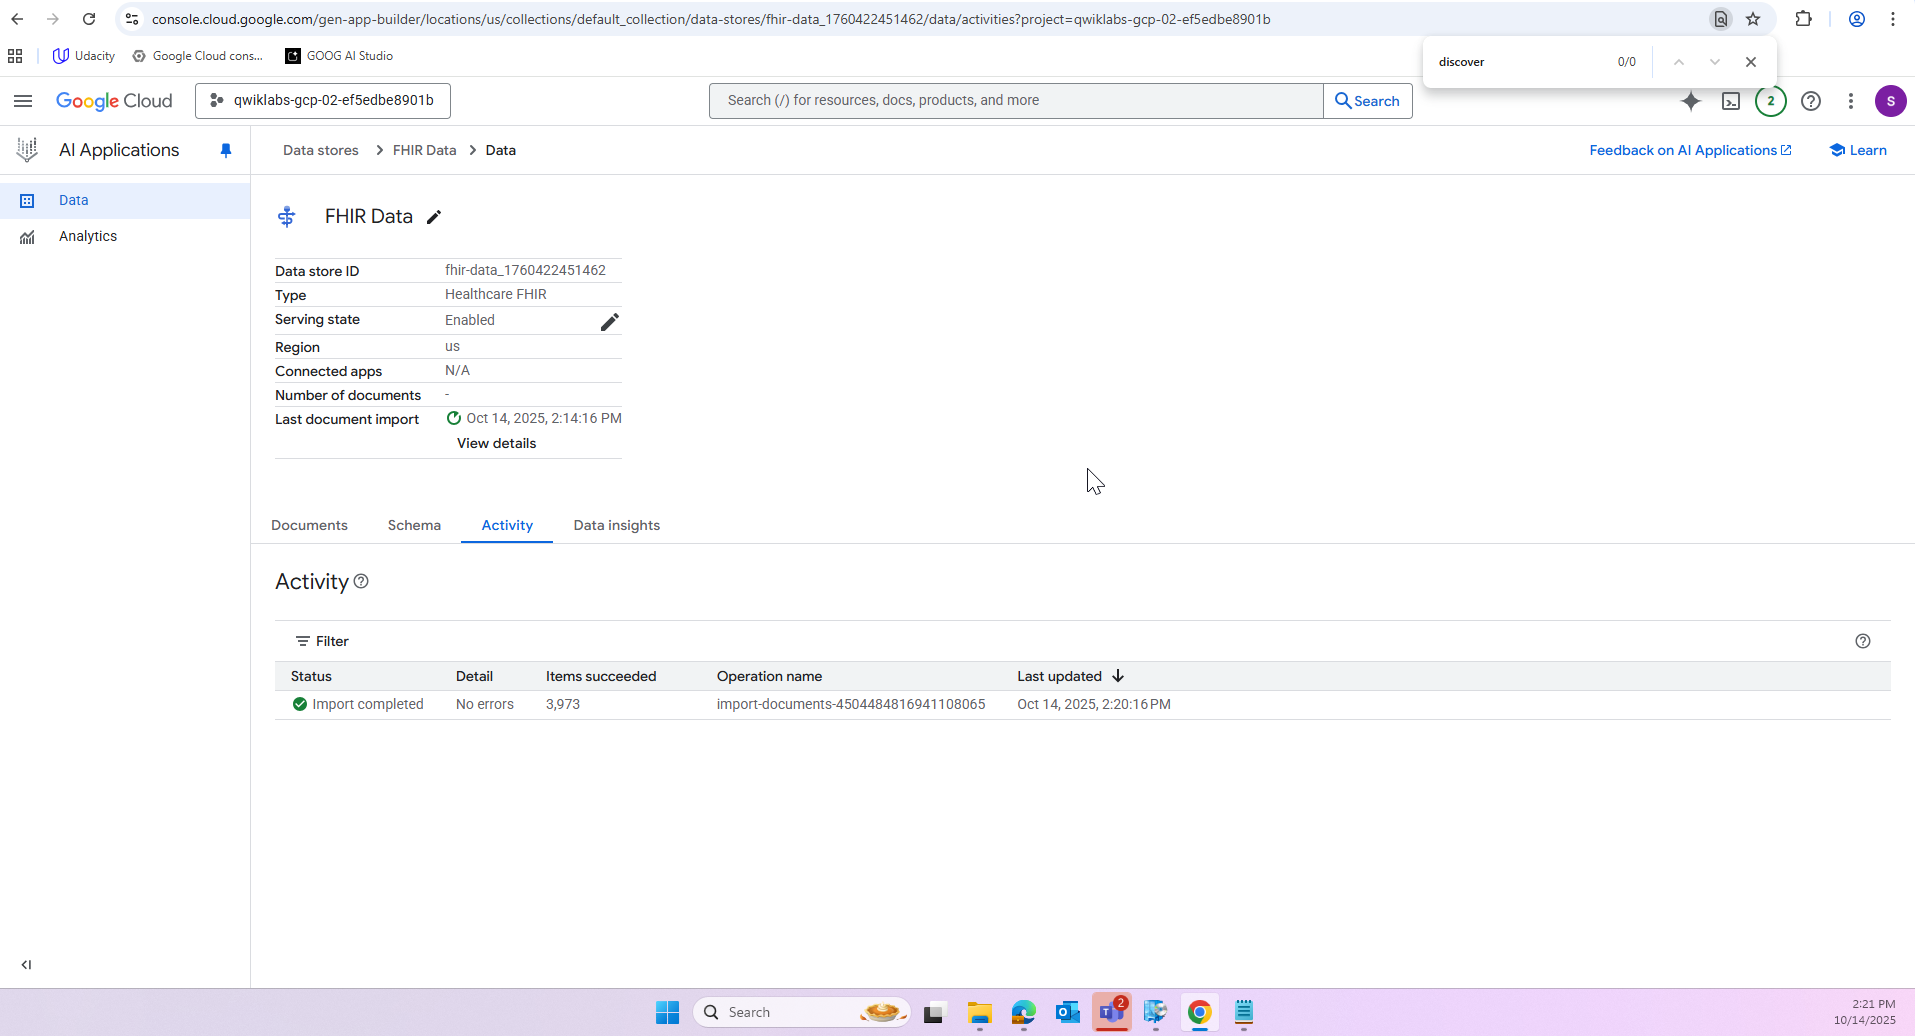 console.cloud.google.com/gen-app-builder/locations/us/collections/default_collection/data-stores/fhir-data_1760422451462/data/activities?project=qwiklabs-gcp-02-ef5edbe8901b
Udacity Google Cloud cons... GOOG AI Studio
discover 0/0
Google Cloud qwiklabs-gcp-02-ef5edbe8901b Search (/) for resources, docs, products, and more Search 2 S
AI Applications
Data stores FHIR Data Data Feedback on AI Applications Learn
Data
Analytics
FHIR Data
Data store ID fhir-data_1760422451462
Type Healthcare FHIR
Serving state Enabled
Region us
Connected apps N/A
Number of documents -
Last document import Oct 14, 2025, 2:14:16 PM
View details
Documents Schema Activity Data insights
Activity
Filter
Status Detail Items succeeded Operation name Last updated
Import completed No errors 3,973 import-documents-4504484816941108065 Oct 14, 2025, 2:20:16 PM
Search 2
2:21 PM
10/14/2025